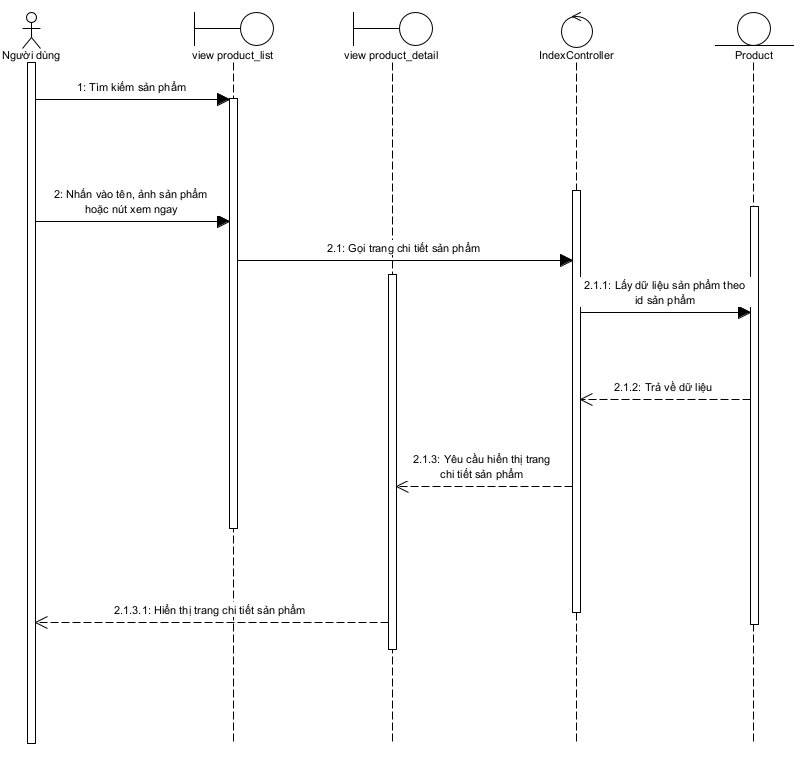 Người dùng
view product_list
view product_detail
IndexController
Product
1: Tìm kiếm sản phẩm
2: Nhấn vào tên, ảnh sản phẩm
hoặc nút xem ngay
2.1: Gọi trang chi tiết sản phẩm
2.1.1: Lấy dữ liệu sản phẩm theo
id sản phẩm
2.1.2: Trả về dữ liệu
2.1.3: Yêu cầu hiển thị trang
chi tiết sản phẩm
2.1.3.1: Hiển thị trang chi tiết sản phẩm